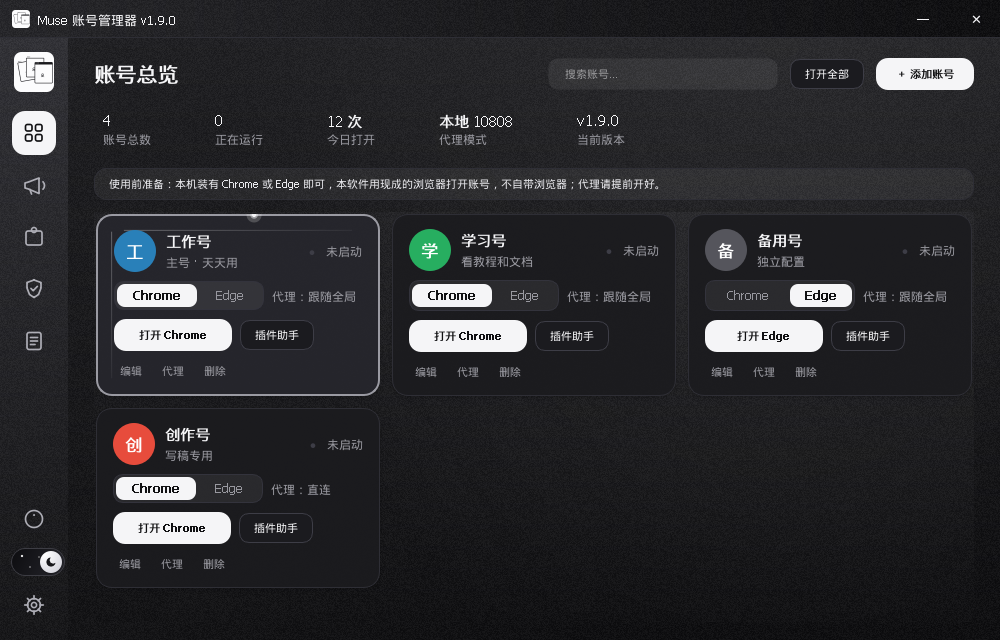 Muse 账号管理器 v1.9.0
账号总览
搜索账号...
打开全部
+ 添加账号
4
账号总数
0
正在运行
12 次
今日打开
本地 10808
代理模式
v1.9.0
当前版本
使用前准备：本机装有 Chrome 或 Edge 即可，本软件用现成的浏览器打开账号，不自带浏览器；代理请提前开好。
工
工作号
主号 · 天天用
未启动
Chrome
Edge
代理：跟随全局
打开 Chrome
插件助手
编辑
代理
删除
学
学习号
看教程和文档
未启动
Chrome
Edge
代理：跟随全局
打开 Chrome
插件助手
编辑
代理
删除
备
备用号
独立配置
未启动
Chrome
Edge
代理：跟随全局
打开 Edge
插件助手
编辑
代理
删除
创
创作号
写稿专用
未启动
Chrome
Edge
代理：直连
打开 Chrome
插件助手
编辑
代理
删除